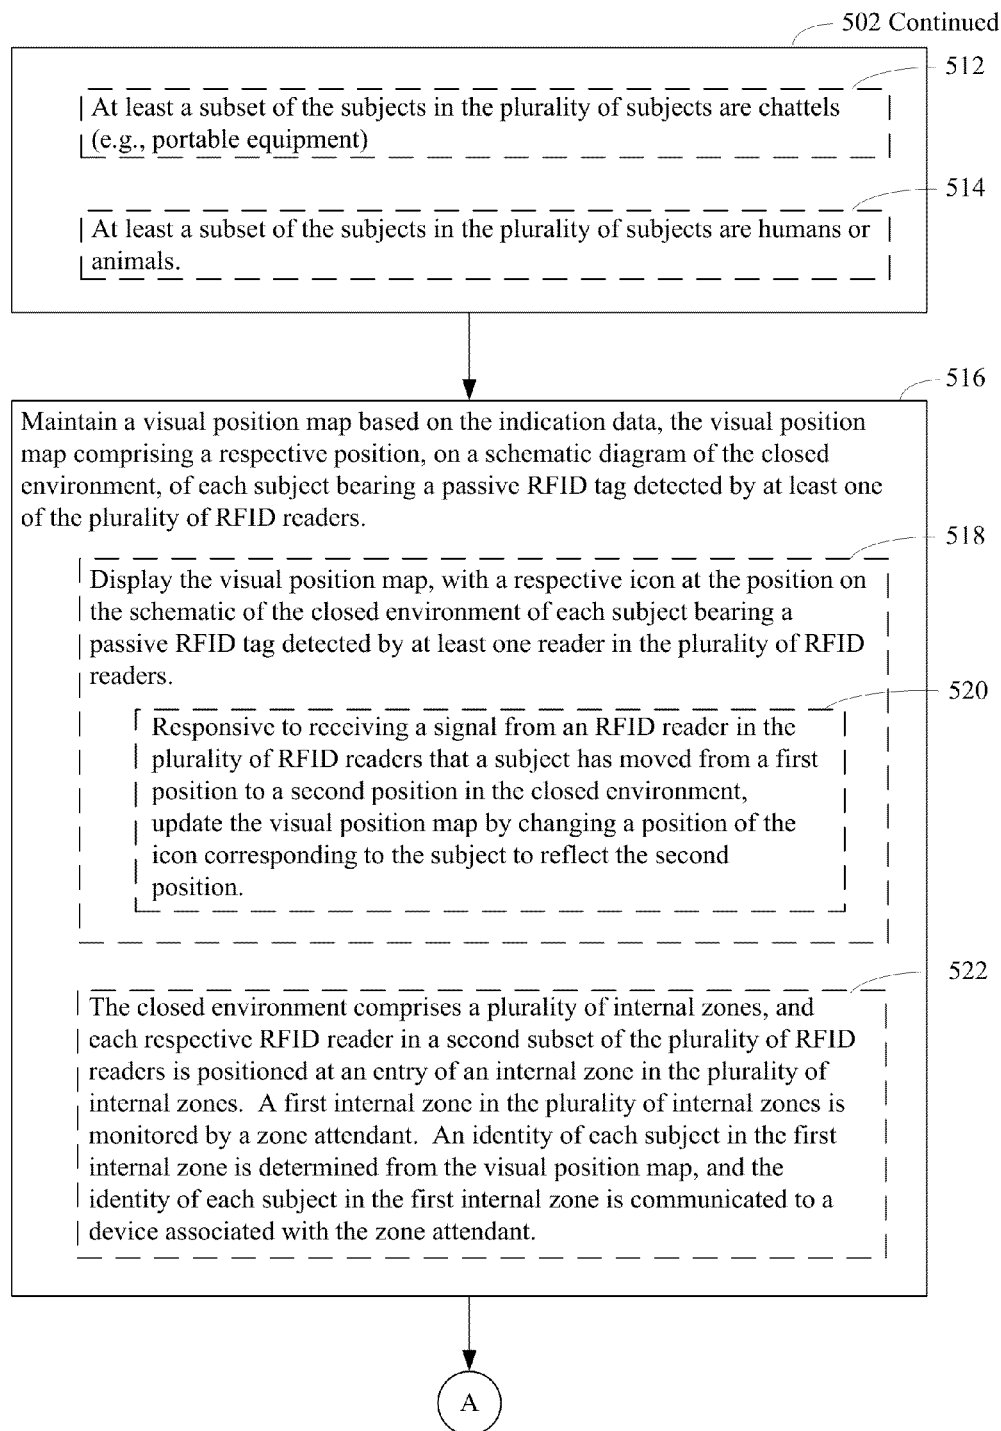 502 Continued
512
At least a subset of the subjects in the plurality of subjects are chattels
(e.g., portable equipment)
514
At least a subset of the subjects in the plurality of subjects are humans or
animals.
516
Maintain a visual position map based on the indication data, the visual position
map comprising a respective position, on a schematic diagram of the closed
environment, of each subject bearing a passive RFID tag detected by at least one
of the plurality of RFID readers.
518
Display the visual position map, with a respective icon at the position on
the schematic of the closed environment of each subject bearing a
passive RFID tag detected by at least one reader in the plurality of RFID
readers.
520
Responsive to receiving a signal from an RFID reader in the
plurality of RFID readers that a subject has moved from a first
position to a second position in the closed environment,
update the visual position map by changing a position of the
icon corresponding to the subject to reflect the second
position.
522
The closed environment comprises a plurality of internal zones, and
each respective RFID reader in a second subset of the plurality of RFID
readers is positioned at an entry of an internal zone in the plurality of
internal zones.  A first internal zone in the plurality of internal zones is
monitored by a zone attendant.  An identity of each subject in the first
internal zone is determined from the visual position map, and the
identity of each subject in the first internal zone is communicated to a
device associated with the zone attendant.
A